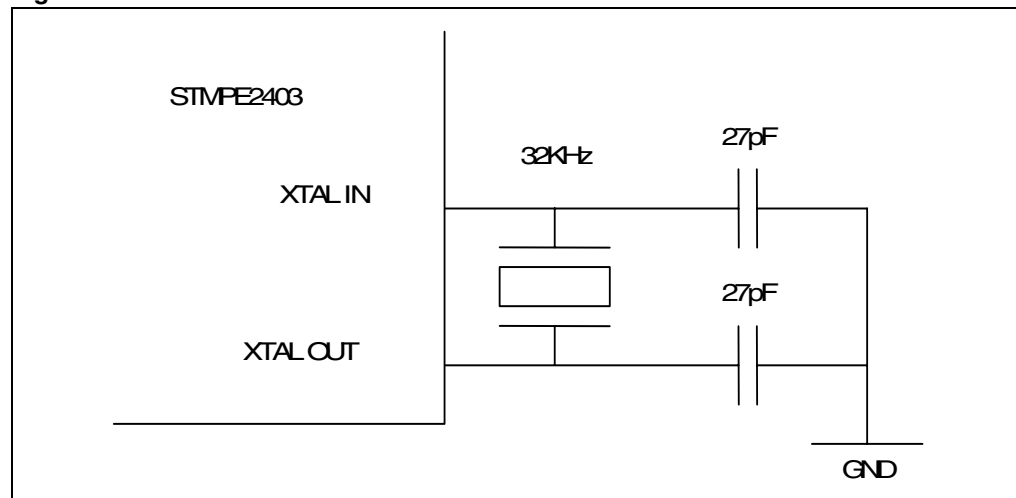 STMPE2403
27pF
32KHz
XTAL IN
27pF
XTAL OUT
GND